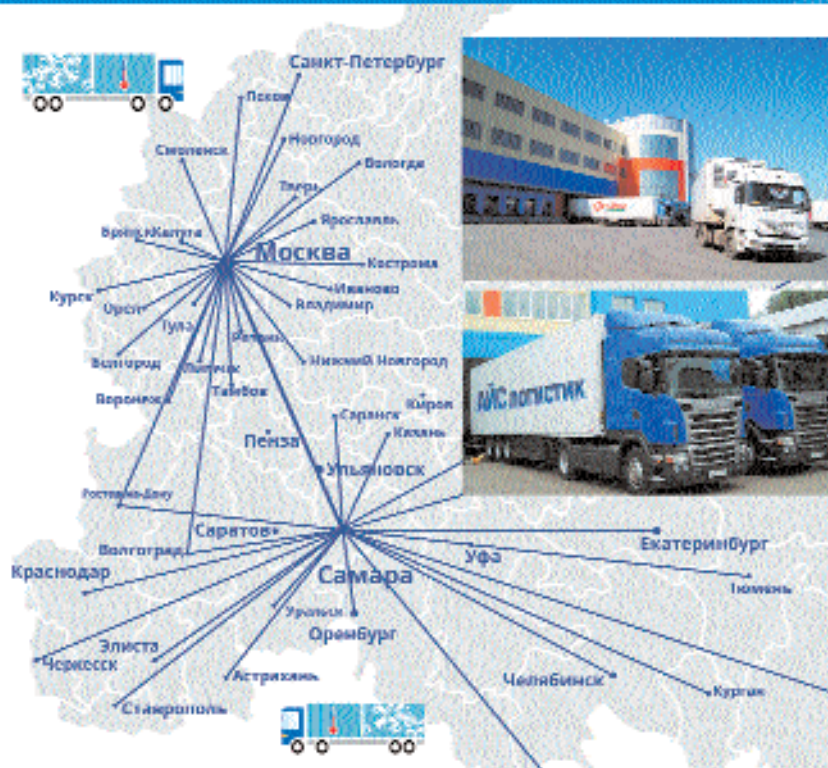 Санкт-Петербург
Псков
Новгород
Смоленск
Вологда
Тверь
Ярославль
Брянск
Калуга
Москва
Кострома
Иваново
Курск
Владимир
Орел
Тула
Рязань
Белгород
Липецк
Нижний Новгород
Тамбов
Воронеж
Киров
Саранск
Казань
Пенза
Ульяновск
АЙС ЛОГИСТИК
Ростов-на-Дону
Саратов
Волгоград
Екатеринбург
Уфа
Краснодар
Самара
Тюмень
Уральск
Оренбург
Элиста
Черкесск
Астрахань
Челябинск
Курган
Ставрополь